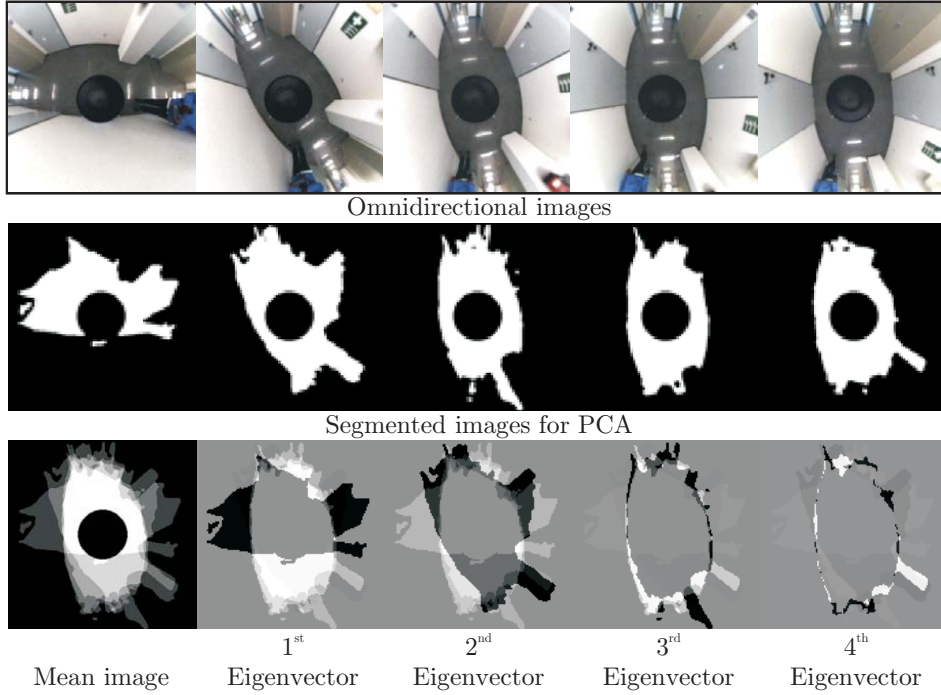 Omnidirectional images
Segmented images for PCA
1st 2nd 3rd 4th
Mean image Eigenvector Eigenvector Eigenvector Eigenvector